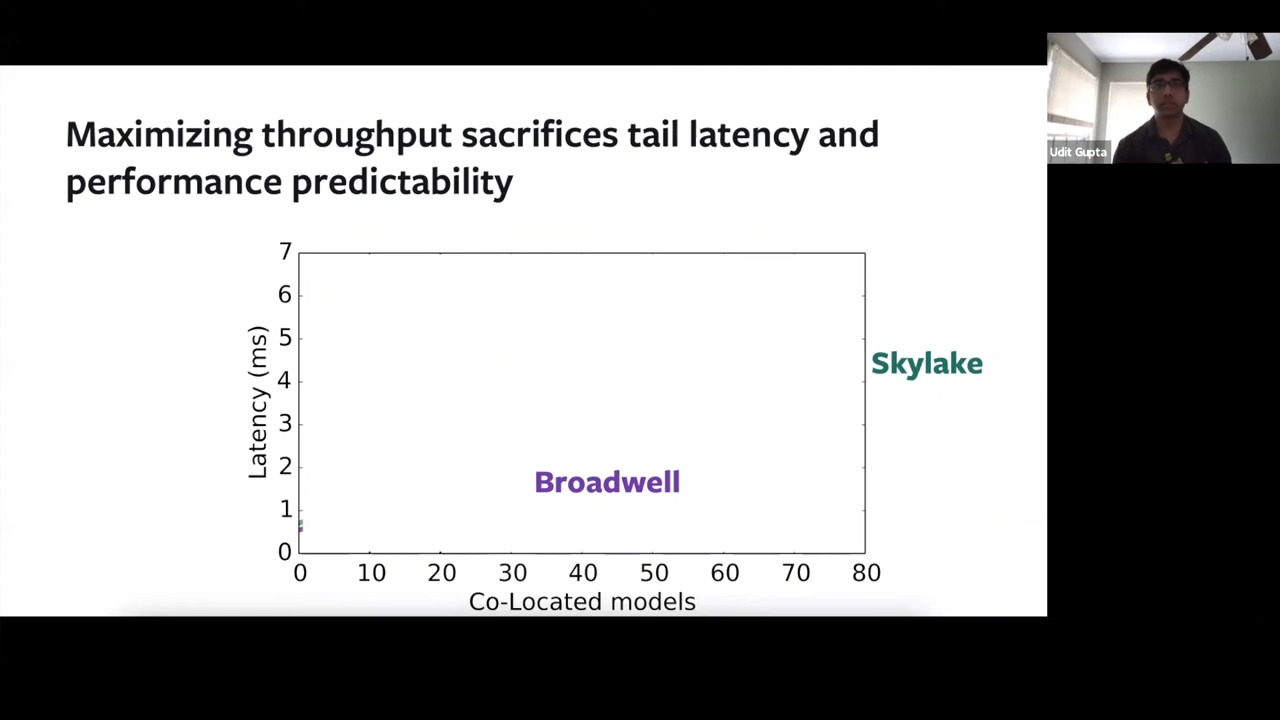 Maximizing throughput sacrifices tail latency and
performance predictability
7
6
5
4
3
2
1
0
Latency (ms)
0 10 20 30 40 50 60 70 80
Co-Located models
Skylake
Broadwell
Udit Gupta